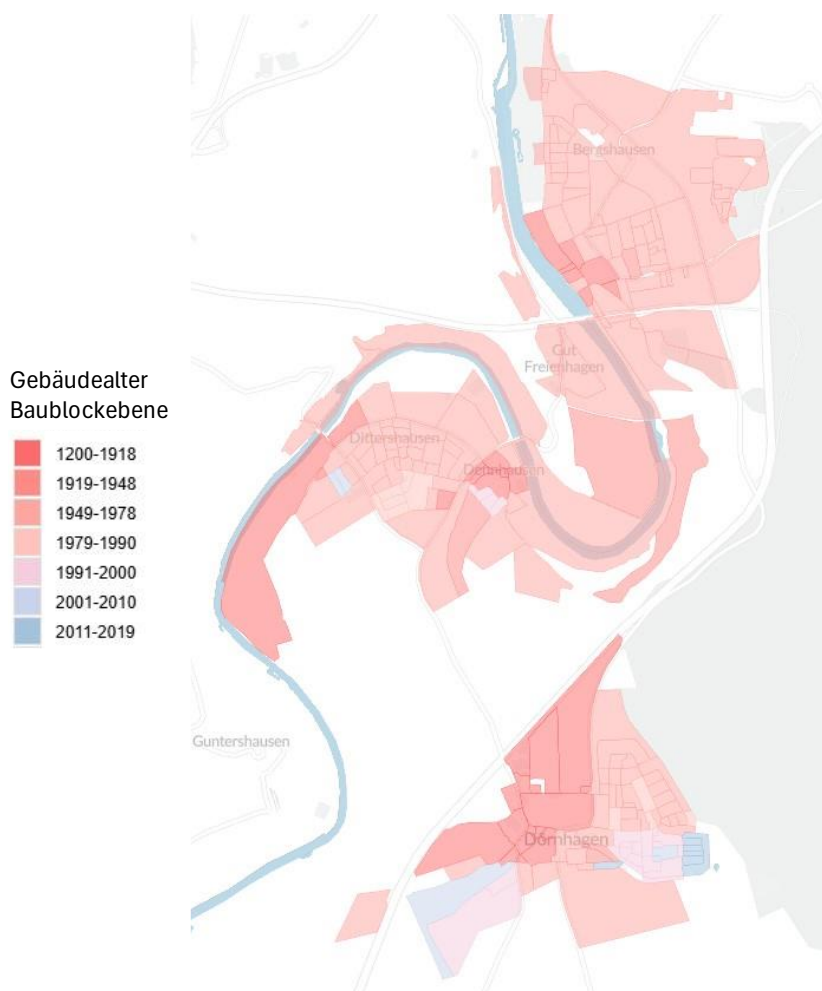 Gebäudealter
Baublockebene
1200-1918
1919-1948
1949-1978
1979-1990
1991-2000
2001-2010
2011-2019
Bergshausen
Gut
Freienhagen
Dittershausen
Dennhausen
Guntershausen
Dörnhagen